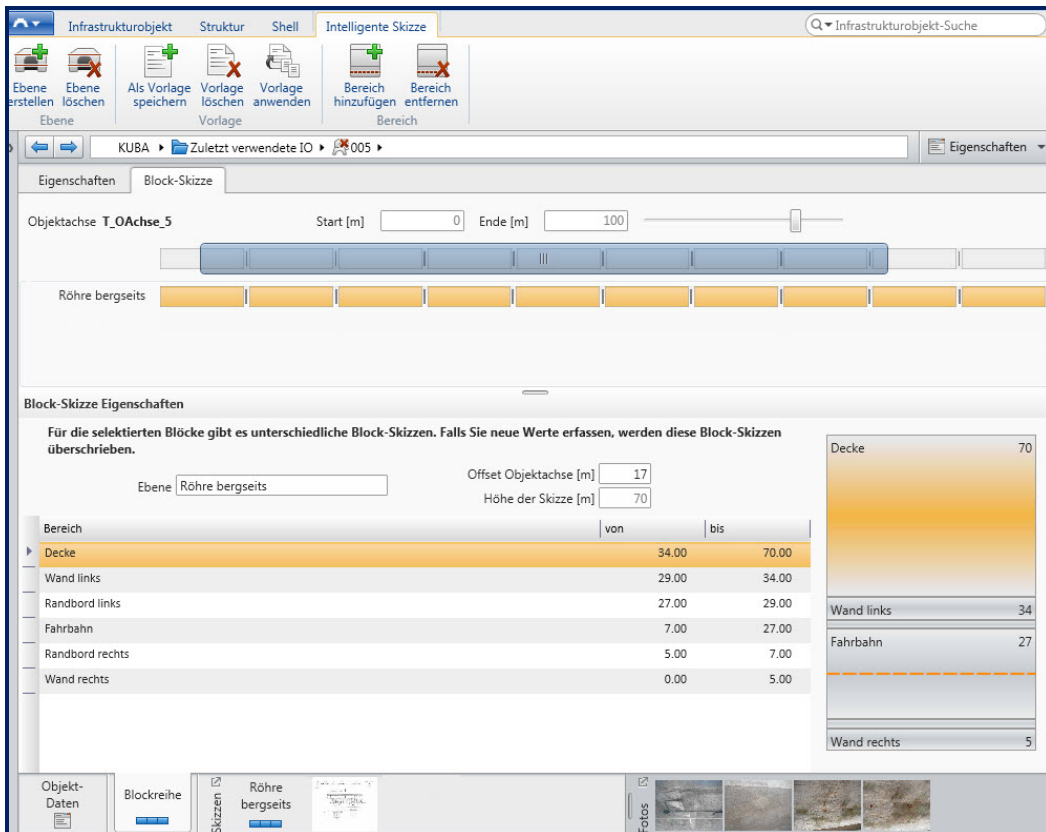 Infrastrukturobjekt Struktur Shell Intelligente Skizze Infrastrukturobjekt-Suche
Ebene erstellen Ebene löschen Als Vorlage speichern Vorlage löschen Vorlage anwenden Bereich hinzufügen Bereich entfernen
Ebene Vorlage Bereich
KUBA Zuletzt verwendete IO 005 Eigenschaften
Eigenschaften Block-Skizze
Objektachse T_OAchse_5 Start [m] 0 Ende [m] 100
Röhre bergseits
Block-Skizze Eigenschaften
Für die selektierten Blöcke gibt es unterschiedliche Block-Skizzen. Falls Sie neue Werte erfassen, werden diese Block-Skizzen
überschrieben.
Ebene Röhre bergseits
Offset Objektachse [m] 17
Höhe der Skizze [m] 70
Bereich von bis
Decke 34.00 70.00
Wand links 29.00 34.00
Randbord links 27.00 29.00
Fahrbahn 7.00 27.00
Randbord rechts 5.00 7.00
Wand rechts 0.00 5.00
Decke 70
Wand links 34
Fahrbahn 27
Wand rechts 5
Objekt-
Daten
Blockreihe
Skizzen
Röhre
bergseits
Fotos